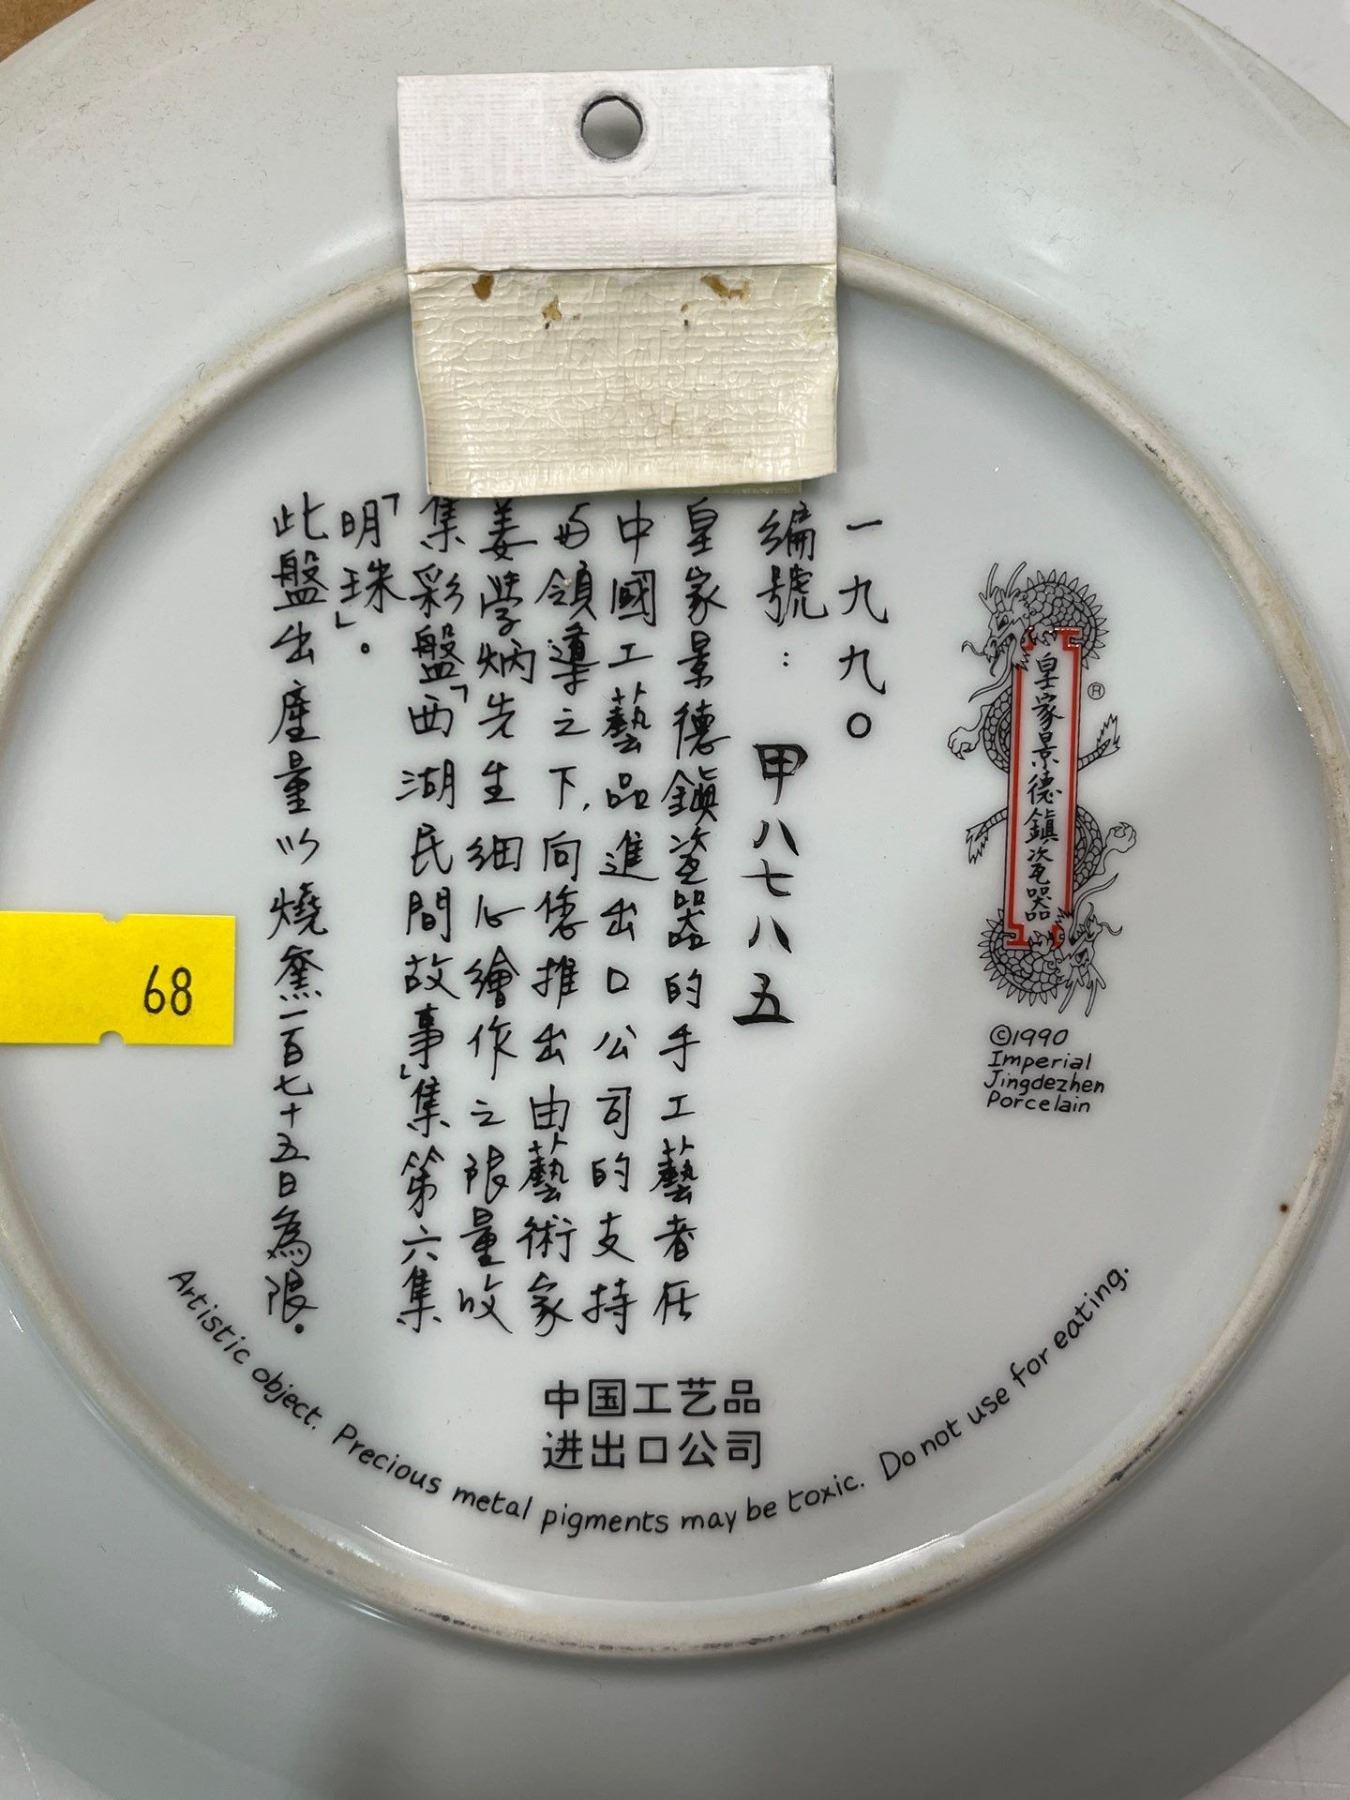 皇家景德鎮瓷器
®
©1990
Imperial
Jingdezhen
Porcelain
一九九〇
編號：甲八七八五
皇家景德鎮瓷器的手工藝者在
中國工藝品進出口公司的支持
與領導之下，向您推出由藝術家
姜學炳先生細心繪作之限量收
集彩盤「西湖民間故事」集第六集
「明珠」。
此盤出產量以燒窯一百七十五日為限。
中国工艺品
进出口公司
Artistic object. Precious metal pigments may be toxic. Do not use for eating.
68